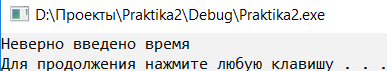 D:\Проекты\Praktika2\Debug\Praktika2.exe
Неверно введено время
Для продолжения нажмите любую клавишу . . .